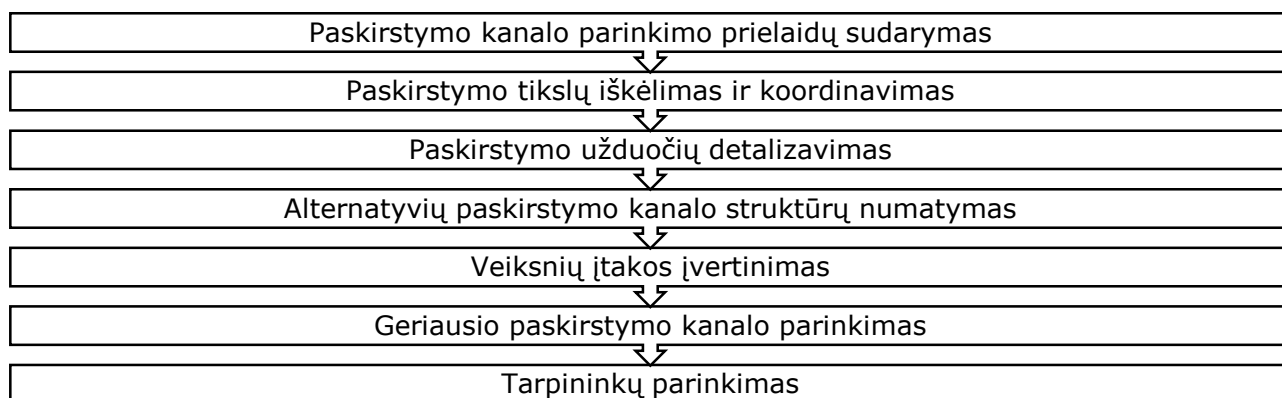 Paskirstymo kanalo parinkimo prielaidų sudarymas
Paskirstymo tikslų iškėlimas ir koordinavimas
Paskirstymo užduočių detalizavimas
Alternatyvių paskirstymo kanalo struktūrų numatymas
Veiksnių įtakos įvertinimas
Geriausio paskirstymo kanalo parinkimas
Tarpininkų parinkimas